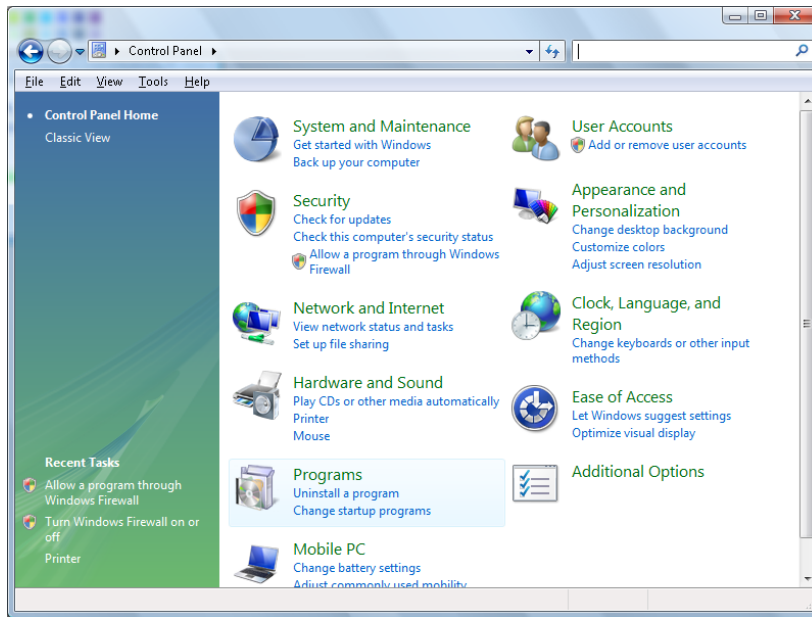 Control Panel
File Edit View Tools Help
Control Panel Home
Classic View
Recent Tasks
Allow a program through
Windows Firewall
Turn Windows Firewall on or
off
Printer
System and Maintenance
Get started with Windows
Back up your computer
Security
Check for updates
Check this computer's security status
Allow a program through Windows
Firewall
Network and Internet
View network status and tasks
Set up file sharing
Hardware and Sound
Play CDs or other media automatically
Printer
Mouse
Programs
Uninstall a program
Change startup programs
Mobile PC
Change battery settings
Adjust commonly used mobility
User Accounts
Add or remove user accounts
Appearance and
Personalization
Change desktop background
Customize colors
Adjust screen resolution
Clock, Language, and
Region
Change keyboards or other input
methods
Ease of Access
Let Windows suggest settings
Optimize visual display
Additional Options